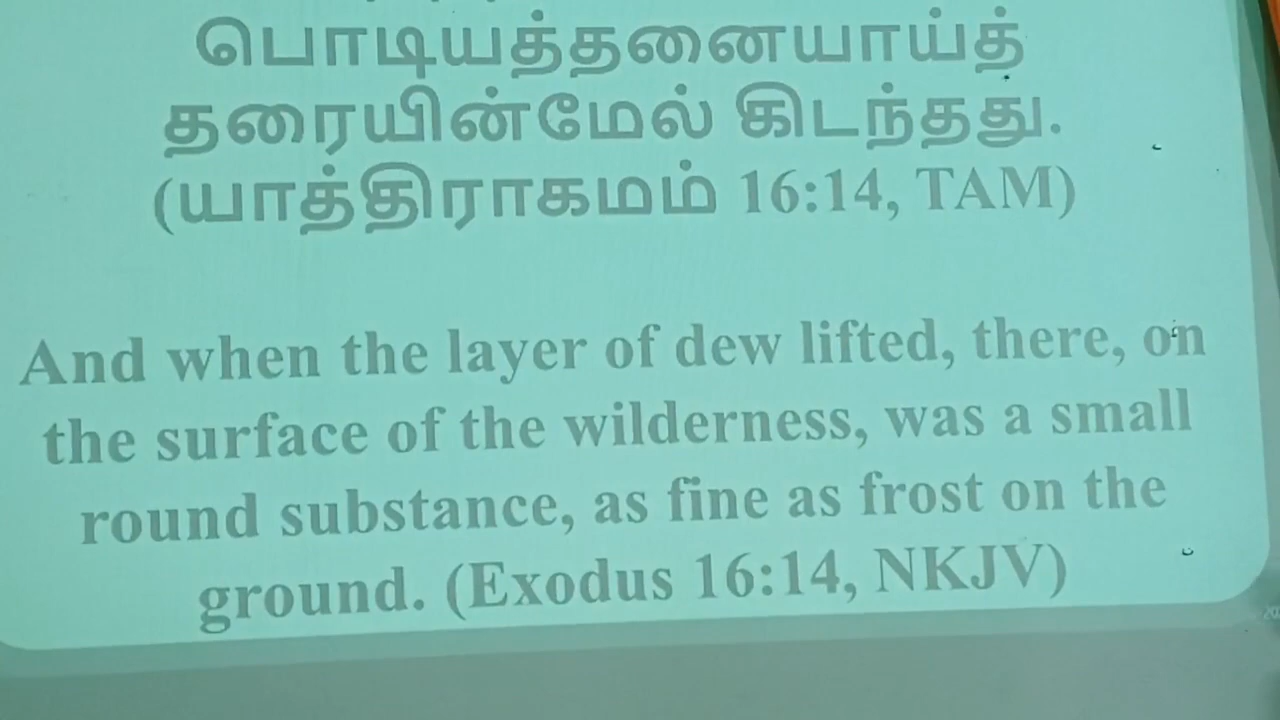 பொடியத்தனையாய்த்
தரையின்மேல் கிடந்தது.
(யாத்திராகமம் 16:14, TAM)
And when the layer of dew lifted, there, on
the surface of the wilderness, was a small
round substance, as fine as frost on the
ground. (Exodus 16:14, NKJV)